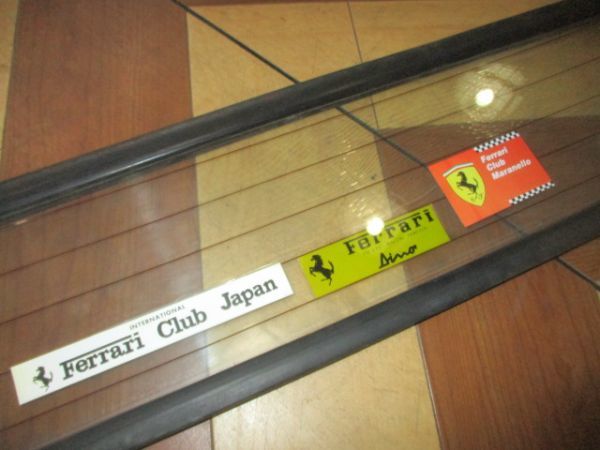 INTERNATIONAL
Ferrari Club Japan
Ferrari
Dino
Ferrari
Club
Maranello